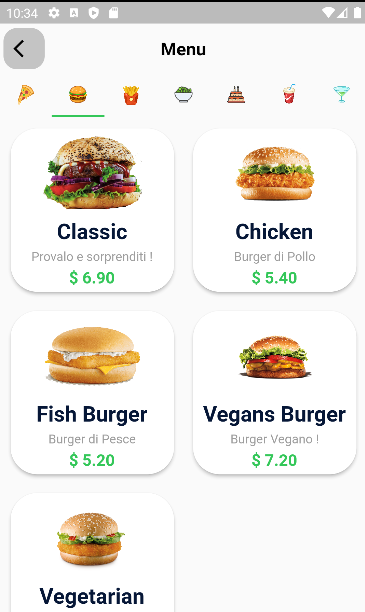 10:34
Menu
Classic
Provalo e sorprenditi !
$ 6.90
Chicken
Burger di Pollo
$ 5.40
Fish Burger
Burger di Pesce
$ 5.20
Vegans Burger
Burger Vegano !
$ 7.20
Vegetarian